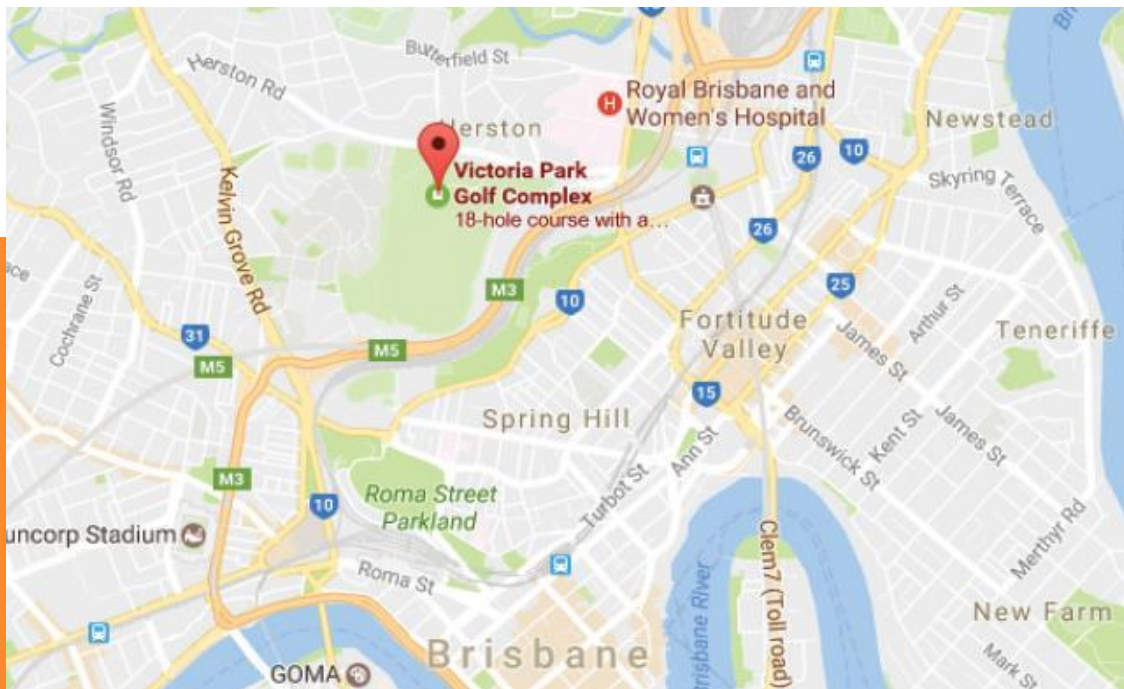 Butterfield St
Herston Rd
Windsor Rd
Herston
Royal Brisbane and
Women's Hospital
Newstead
Victoria Park
Golf Complex
18-hole course with a...
Kelvin Grove Rd
Skyring Terrace
10
26
26
M3
10
25
ace
Cochrane St
31
M5
M5
Fortitude
Valley
James St
Arthur St
Teneriffe
15
Spring Hill
Ann St
Brunswick St
Kent St
James St
M3
10
Roma Street
Parkland
Turbot St
uncorp Stadium
Roma St
Clem7 (Toll road)
Merthyr Rd
New Farm
Brisbane
risbane River
Mark St
GOMA
H